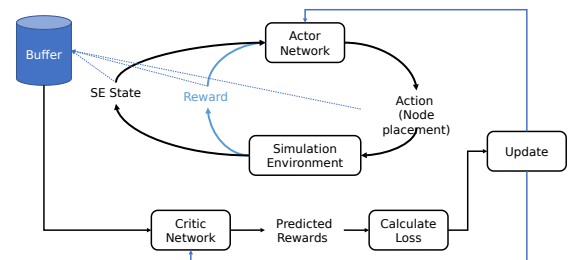 Actor
Network
Buffer
SE State
Reward
Action
(Node
placement)
Simulation
Environment
Update
Critic
Network
Predicted
Rewards
Calculate
Loss